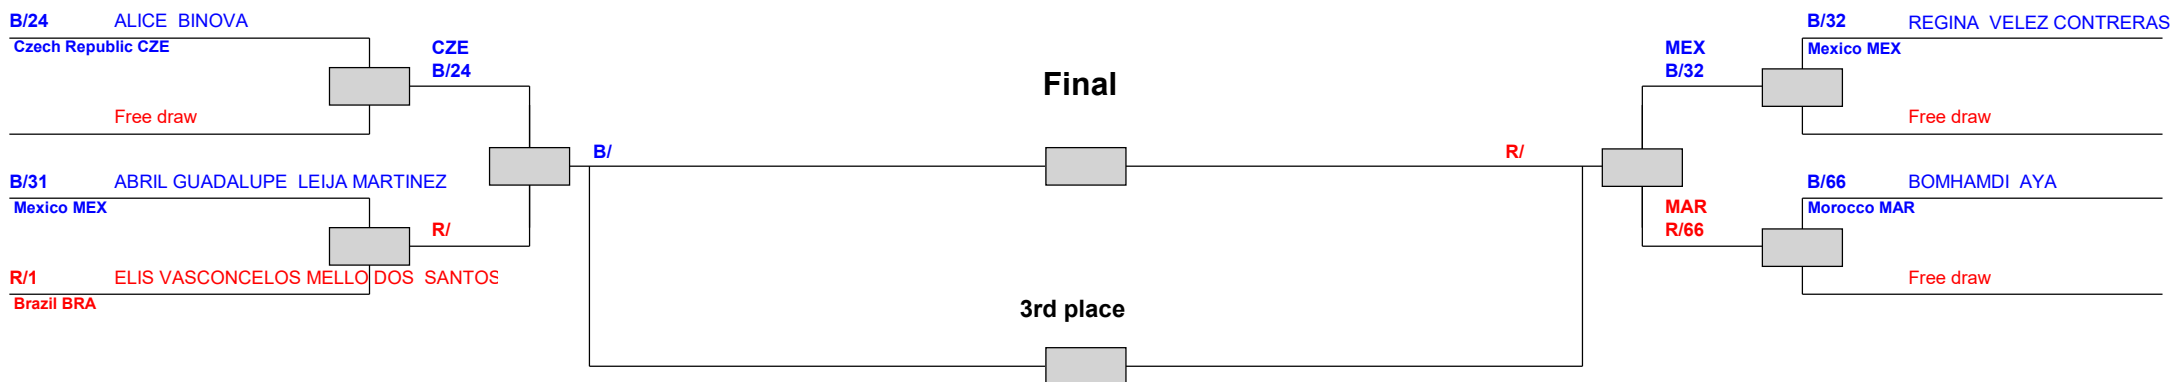 B/24 ALICE BINOVA
Czech Republic CZE
CZE
B/24
Free draw
B/31 ABRIL GUADALUPE LEIJA MARTINEZ
Mexico MEX
R/
R/1 ELIS VASCONCELOS MELLO DOS SANTOS
Brazil BRA
B/
Final
R/
3rd place
MEX
B/32
MAR
R/66
B/32 REGINA VELEZ CONTRERAS
Mexico MEX
Free draw
B/66 BOMHAMDI AYA
Morocco MAR
Free draw